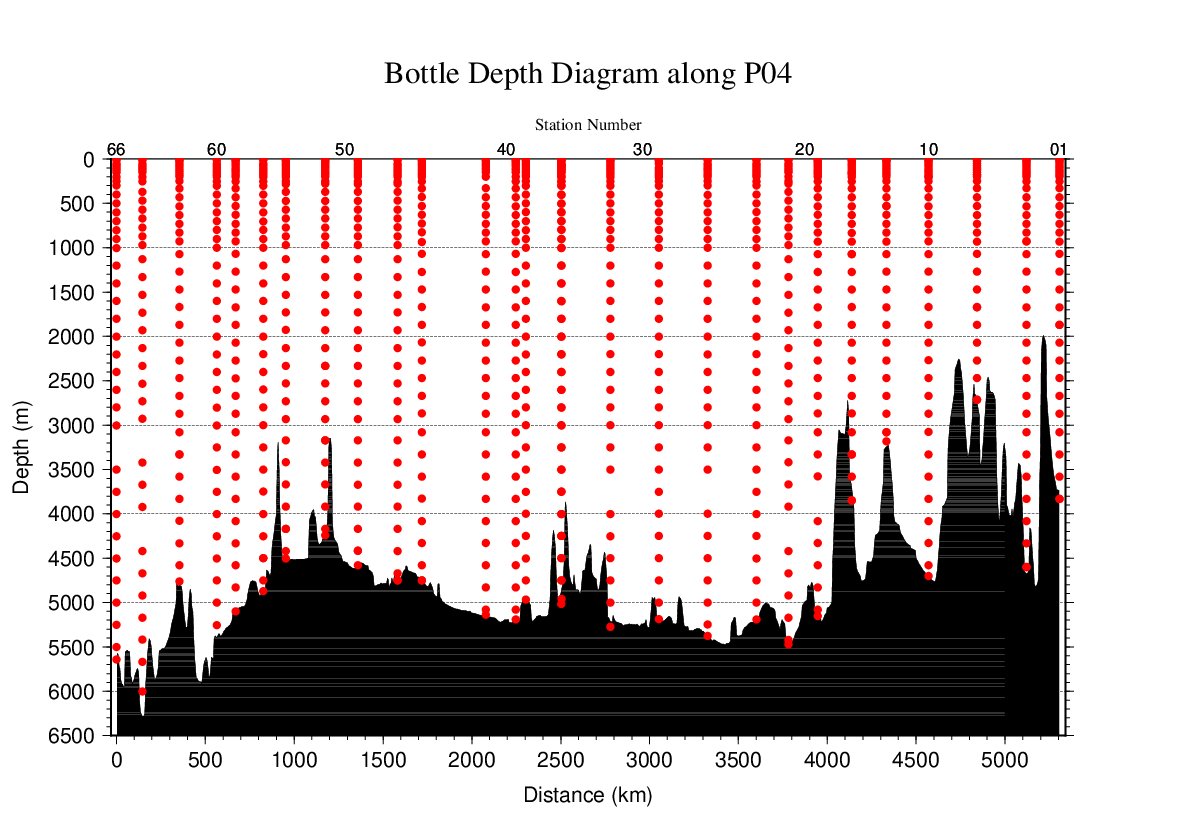 Bottle Depth Diagram along P04
Station Number
66 60 50 40 30 20 10 01
0
500
1000
1500
2000
2500
3000
3500
4000
4500
5000
5500
6000
6500
Depth (m)
0 500 1000 1500 2000 2500 3000 3500 4000 4500 5000
Distance (km)